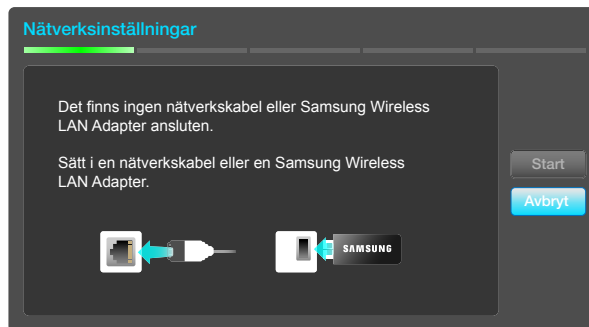 Nätverksinställningar
Det finns ingen nätverkskabel eller Samsung Wireless
LAN Adapter ansluten.
Sätt i en nätverkskabel eller en Samsung Wireless
LAN Adapter.
Start
Avbryt
SAMSUNG